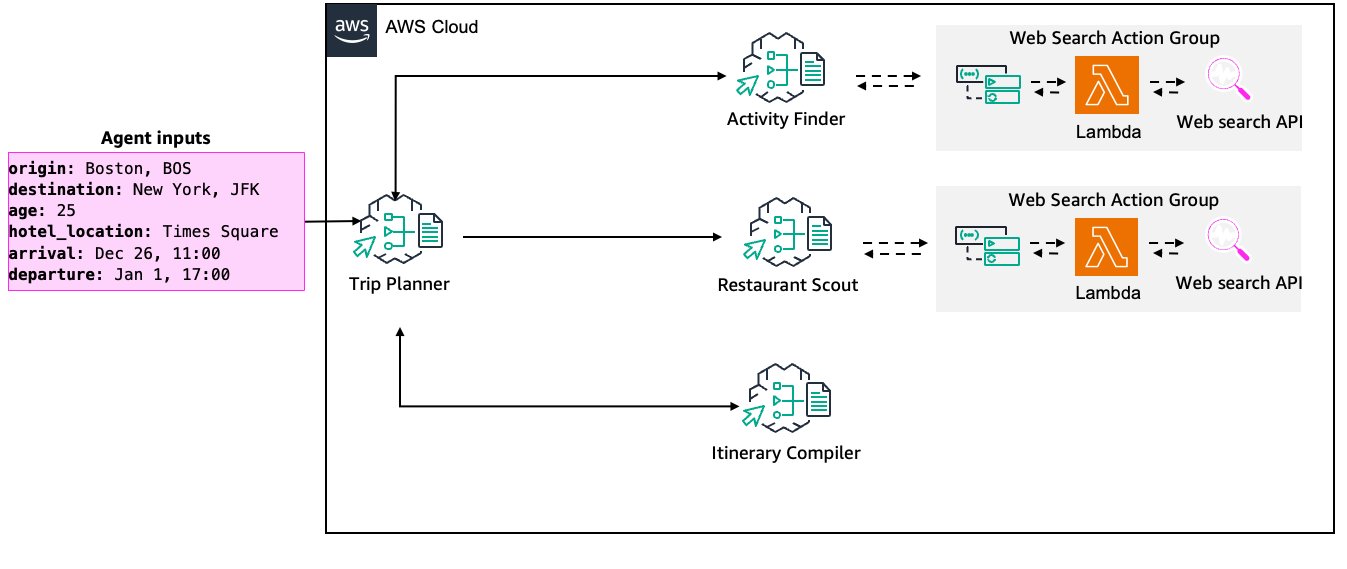 aws
AWS Cloud
Agent inputs
origin: Boston, BOS
destination: New York, JFK
age: 25
hotel_location: Times Square
arrival: Dec 26, 11:00
departure: Jan 1, 17:00
Trip Planner
Activity Finder
Web Search Action Group
Lambda
Web search API
Restaurant Scout
Web Search Action Group
Lambda
Web search API
Itinerary Compiler